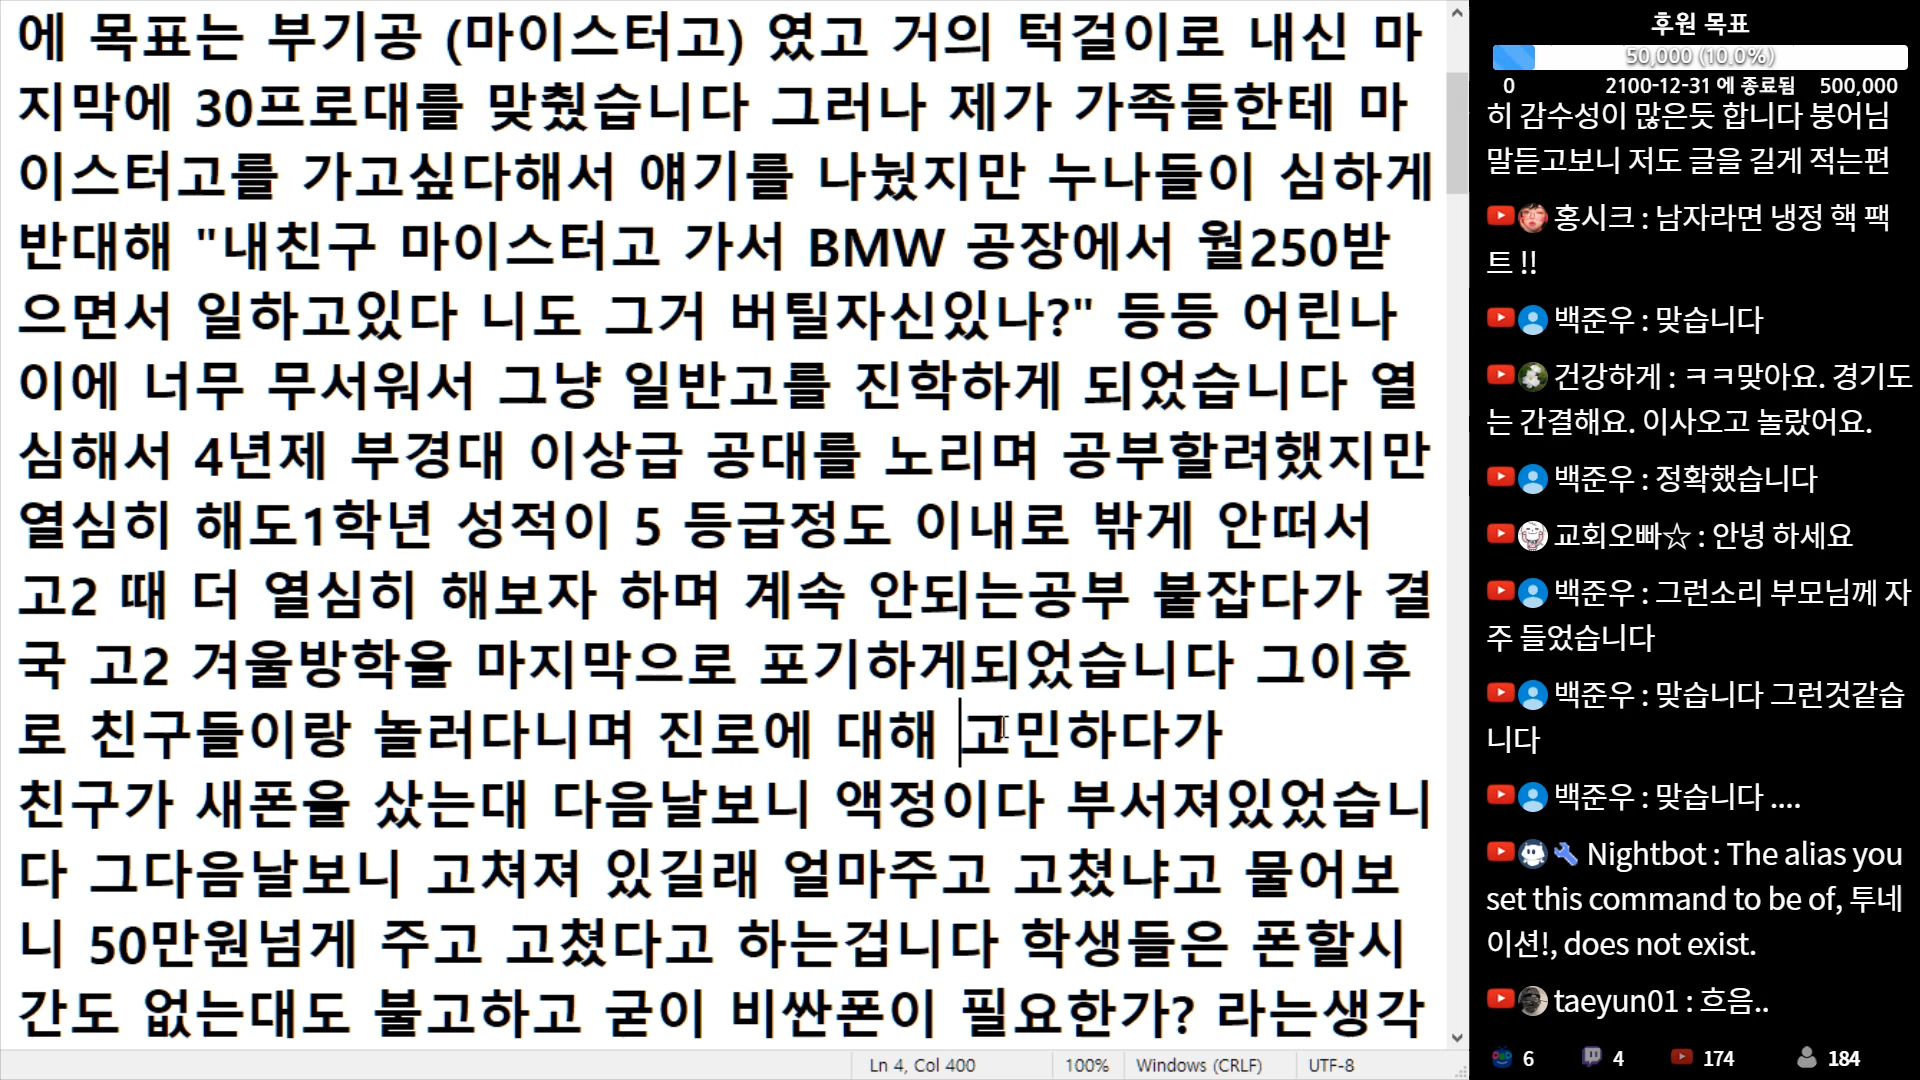 에 목표는 부기공 (마이스터고) 였고 거의 턱걸이로 내신 마
지막에 30프로대를 맞췄습니다 그러나 제가 가족들한테 마
이스터고를 가고싶다해서 얘기를 나눴지만 누나들이 심하게
반대해 "내친구 마이스터고 가서 BMW 공장에서 월250받
으면서 일하고있다 니도 그거 버틸자신있나?" 등등 어린나
이에 너무 무서워서 그냥 일반고를 진학하게 되었습니다 열
심해서 4년제 부경대 이상급 공대를 노리며 공부할려했지만
열심히 해도1학년 성적이 5 등급정도 이내로 밖게 안떠서
고2 때 더 열심히 해보자 하며 계속 안되는공부 붙잡다가 결
국 고2 겨울방학을 마지막으로 포기하게되었습니다 그이후
로 친구들이랑 놀러다니며 진로에 대해 고민하다가
친구가 새폰을 샀는대 다음날보니 액정이다 부서져있었습니
다 그다음날보니 고쳐져 있길래 얼마주고 고쳤냐고 물어보
니 50만원넘게 주고 고쳤다고 하는겁니다 학생들은 폰할시
간도 없는대도 불고하고 굳이 비싼폰이 필요한가? 라는생각
Ln 4, Col 400 100% Windows (CRLF) UTF-8
후원 목표
50,000 (10.0%)
0 2100-12-31 에 종료됨 500,000
히 감수성이 많은듯 합니다 붕어님
말듣고보니 저도 글을 길게 적는편
홍시크 : 남자라면 냉정 핵 팩
트 !!
백준우 : 맞습니다
건강하게 : ㅋㅋ맞아요. 경기도
는 간결해요. 이사오고 놀랐어요.
백준우 : 정확했습니다
교회오빠☆ : 안녕 하세요
백준우 : 그런소리 부모님께 자
주 들었습니다
백준우 : 맞습니다 그런것같습
니다
백준우 : 맞습니다 ....
Nightbot : The alias you
set this command to be of, 투네
이션!, does not exist.
taeyun01 : 흐음..
6 4 174 184